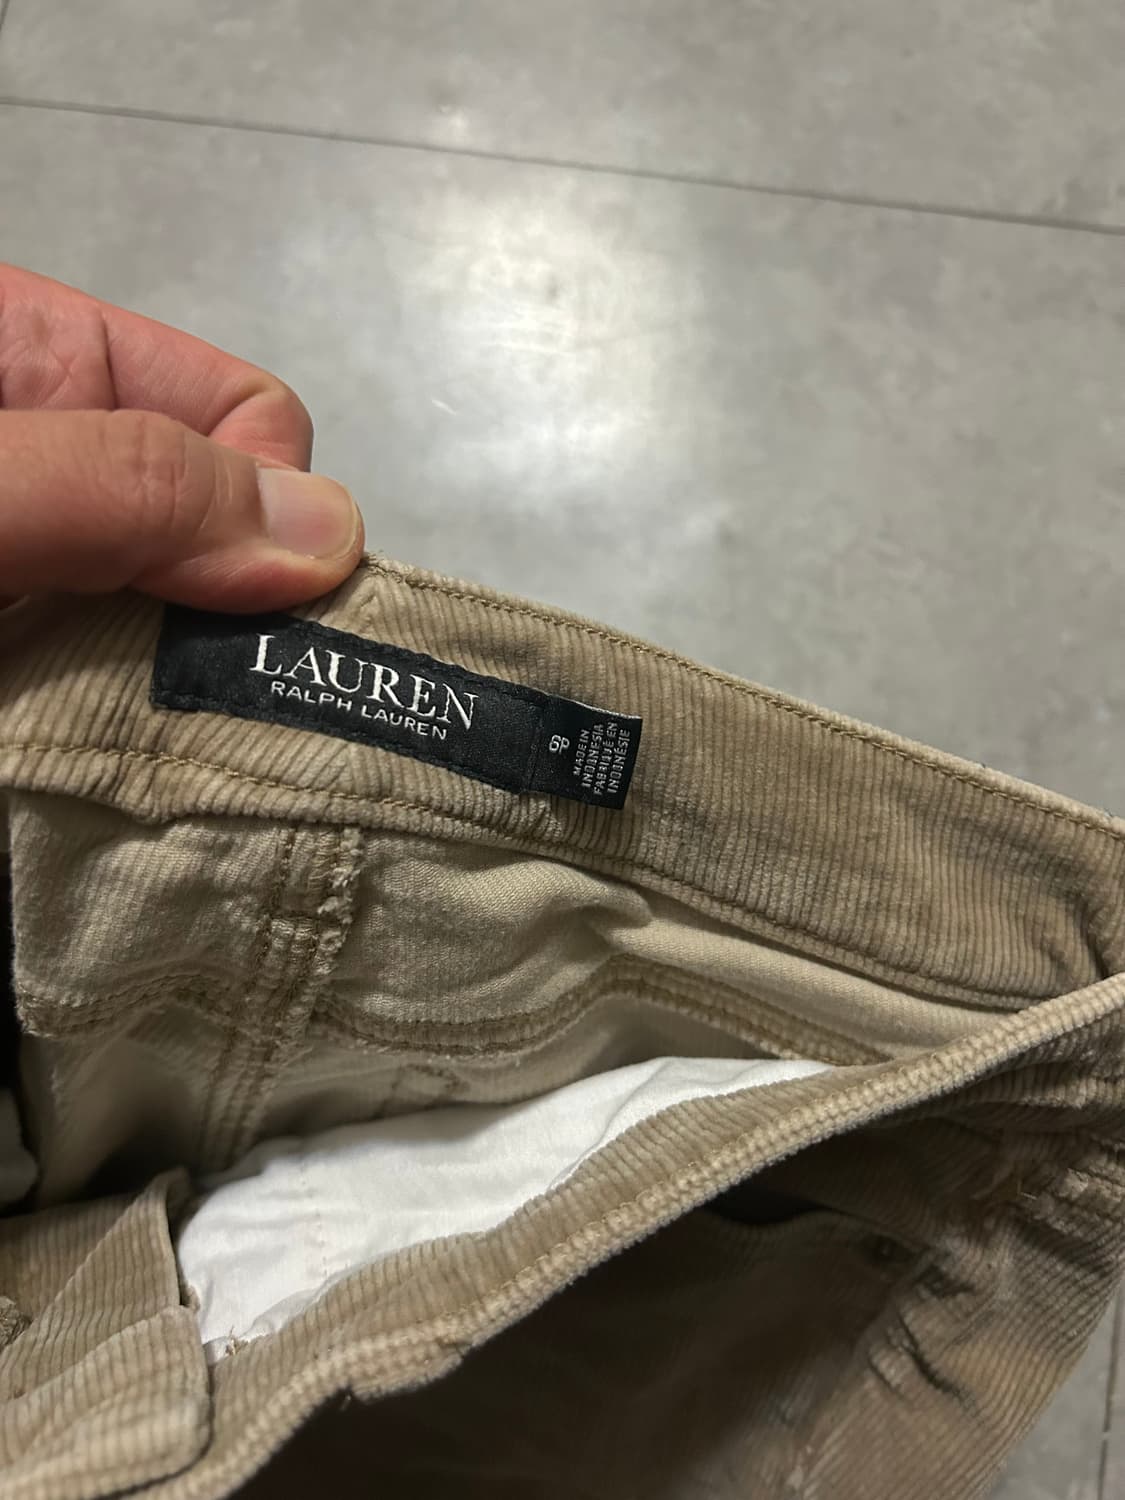 LAUREN
RALPH LAUREN
6P
MADE IN
INDONESIA
FABRIQUÉ EN
INDONÉSIE